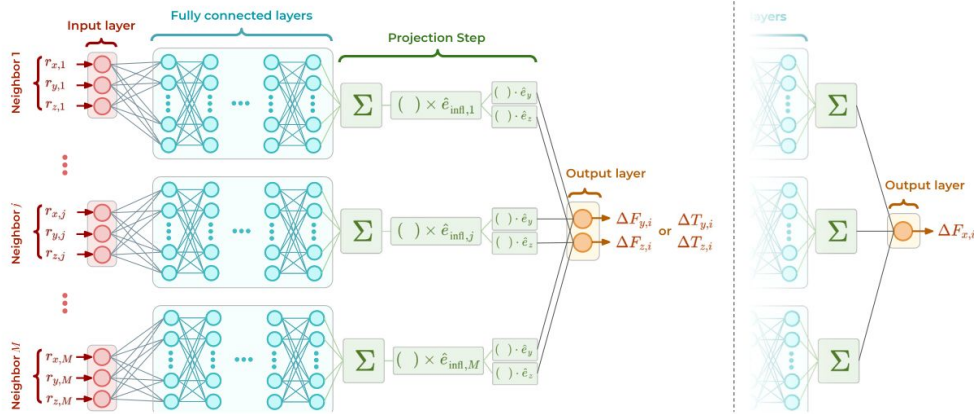 Fully connected layers
Input layer
Projection Step
Neighbor 1
r_{x,1}
r_{y,1}
r_{z,1}
Σ
( ) × ê_{infl,1}
( ) · ê_y
( ) · ê_z
Neighbor j
r_{x,j}
r_{y,j}
r_{z,j}
Σ
( ) × ê_{infl,j}
( ) · ê_y
( ) · ê_z
Neighbor M
r_{x,M}
r_{y,M}
r_{z,M}
Σ
( ) × ê_{infl,M}
( ) · ê_y
( ) · ê_z
Output layer
ΔF_{y,i} or ΔT_{y,i}
ΔF_{z,i} ΔT_{z,i}
ayers
Σ
Σ
Σ
Output layer
ΔF_{x,i}